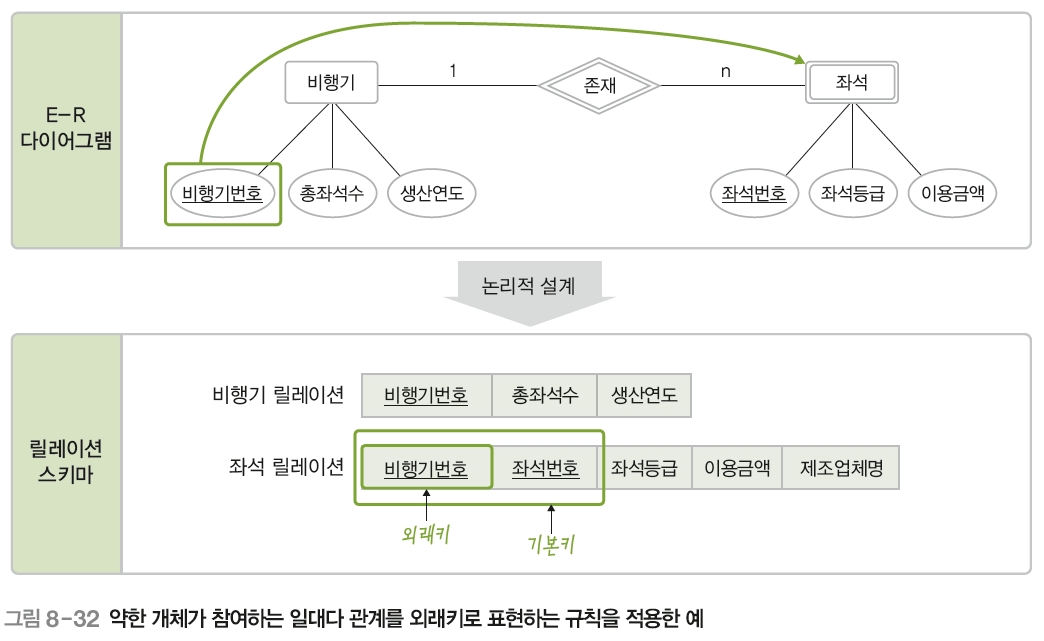 E-R
다이어그램
비행기
1
존재
n
좌석
비행기번호
총좌석수
생산연도
좌석번호
좌석등급
이용금액
논리적 설계
릴레이션
스키마
비행기 릴레이션
비행기번호
총좌석수
생산연도
좌석 릴레이션
비행기번호
좌석번호
좌석등급
이용금액
제조업체명
외래키
기본키
그림 8-32 약한 개체가 참여하는 일대다 관계를 외래키로 표현하는 규칙을 적용한 예